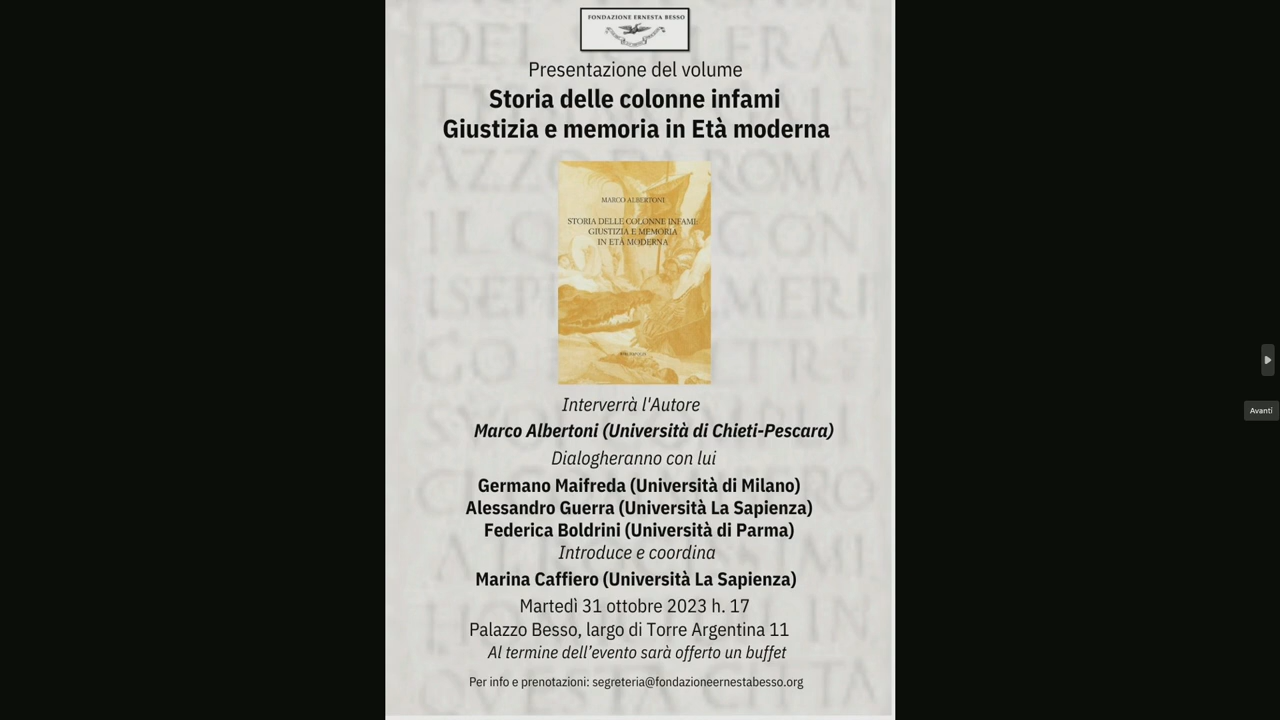 FONDAZIONE ERNESTA BESSO
Presentazione del volume
Storia delle colonne infami
Giustizia e memoria in Età moderna
MARCO ALBERTONI
STORIA DELLE COLONNE INFAMI
GIUSTIZIA E MEMORIA
IN ETÀ MODERNA
Interverrà l'Autore
Marco Albertoni (Università di Chieti-Pescara)
Dialogheranno con lui
Germano Maifreda (Università di Milano)
Alessandro Guerra (Università La Sapienza)
Federica Boldrini (Università di Parma)
Introduce e coordina
Marina Caffiero (Università La Sapienza)
Martedì 31 ottobre 2023 h. 17
Palazzo Besso, largo di Torre Argentina 11
Al termine dell’evento sarà offerto un buffet
Per info e prenotazioni: segreteria@fondazioneernestabesso.org
Avanti